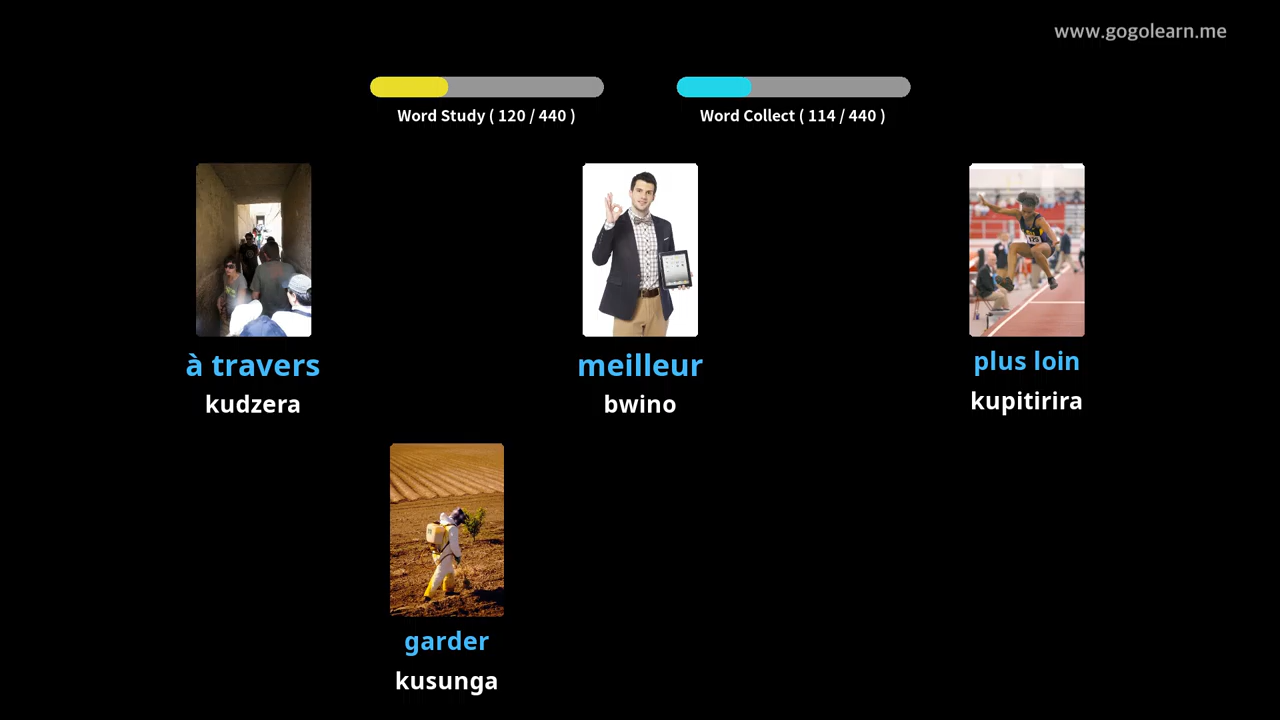 www.gogolearn.me
Word Study ( 120 / 440 )
Word Collect ( 114 / 440 )
à travers
kudzera
meilleur
bwino
plus loin
kupitirira
garder
kusunga